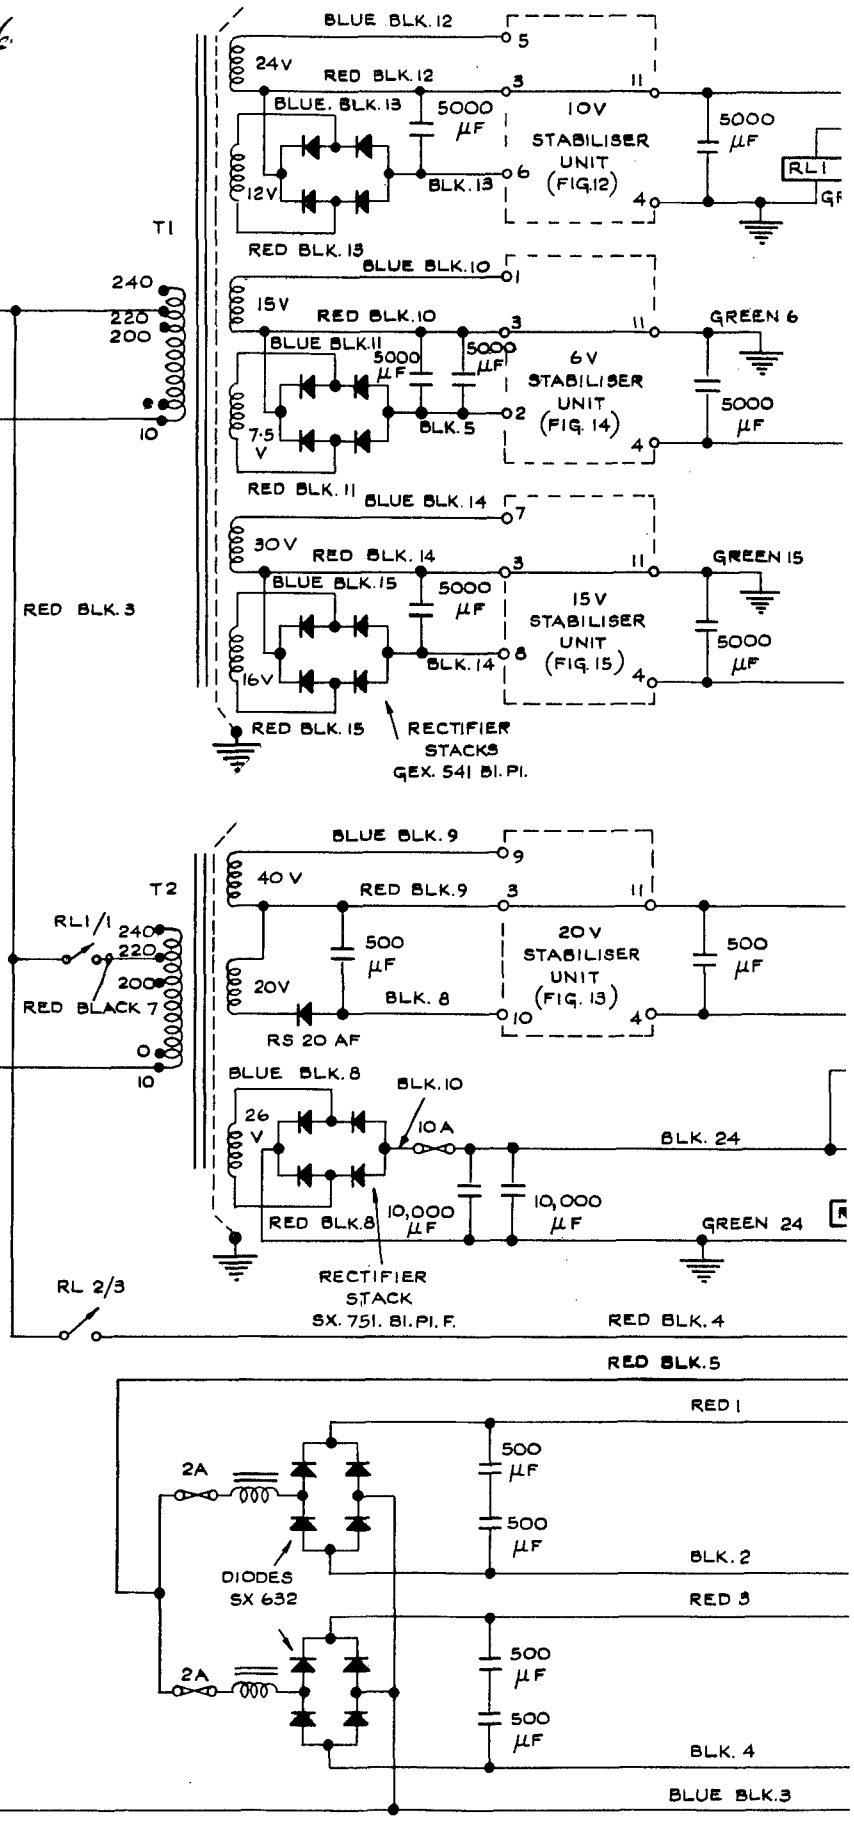 BLUE BLK.12
5
24V
RED BLK.12
3
11
BLUE. BLK.13
5000
µF
10V
STABILISER
UNIT
(FIG.12)
5000
µF
RL1
12V
BLK.13
6
4
RED BLK.13
T1
BLUE BLK.10
1
240
220
200
15V
RED BLK.10
3
11
GREEN 6
BLUE BLK.11
5000
µF
5000
µF
6V
STABILISER
UNIT
(FIG. 14)
5000
µF
7.5
V
BLK.5
2
4
10
RED BLK.11
BLUE BLK.14
7
30V
RED BLK.14
3
11
GREEN 15
BLUE BLK.15
5000
µF
15V
STABILISER
UNIT
(FIG.15)
5000
µF
RED BLK.3
16V
BLK.14
8
4
RED BLK.15
RECTIFIER
STACKS
GEX. 541 B1.P1.
BLUE BLK.9
9
T2
40V
RED BLK.9
3
11
RL1/1
240
220
200
RED BLACK 7
500
µF
20V
STABILISER
UNIT
(FIG. 13)
500
µF
20V
BLK. 8
10
4
RS 20 AF
0
10
BLUE BLK.8
BLK.10
26
V
10A
BLK. 24
10,000
µF
10,000
µF
RED BLK.8
GREEN 24
RECTIFIER
STACK
SX. 751. B1.P1.F.
RL 2/3
RED BLK.4
RED BLK.5
RED 1
2A
500
µF
500
µF
DIODES
SX 632
BLK.2
RED 3
2A
500
µF
500
µF
BLK. 4
BLUE BLK.3